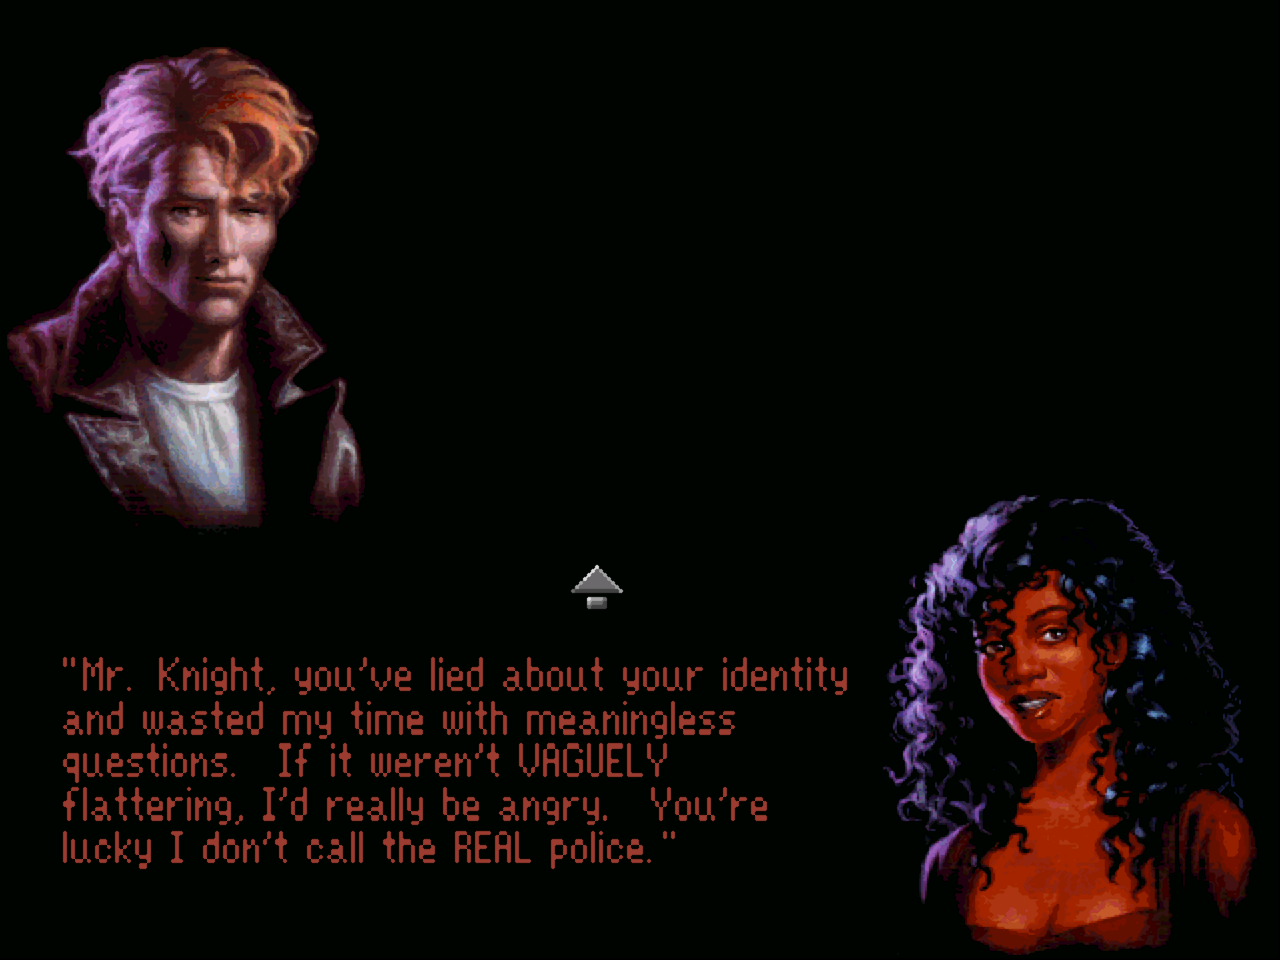 "Mr. Knight, you've lied about your identity
and wasted my time with meaningless
questions.  If it weren't VAGUELY
flattering, I'd really be angry.  You're
lucky I don't call the REAL police."